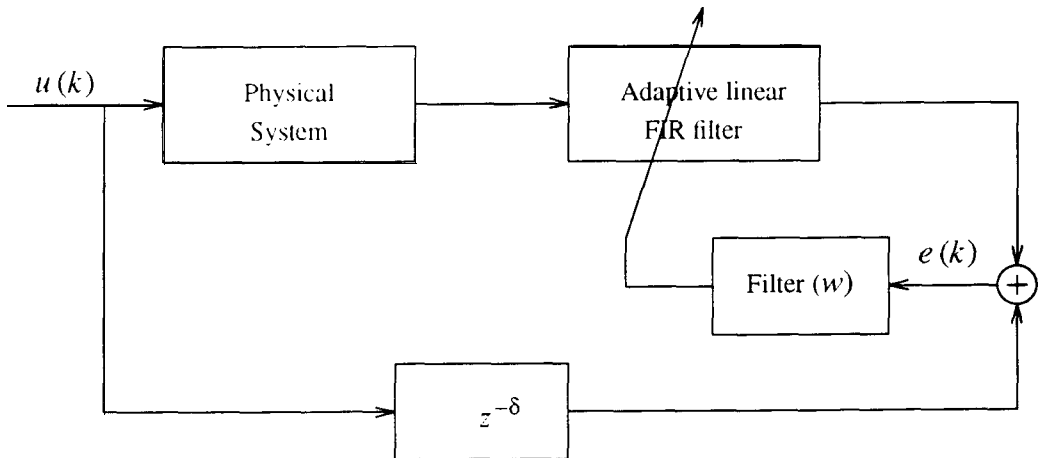 u(k)
Physical
System
Adaptive linear
FIR filter
Filter (w)
e(k)
+
z^{-δ}